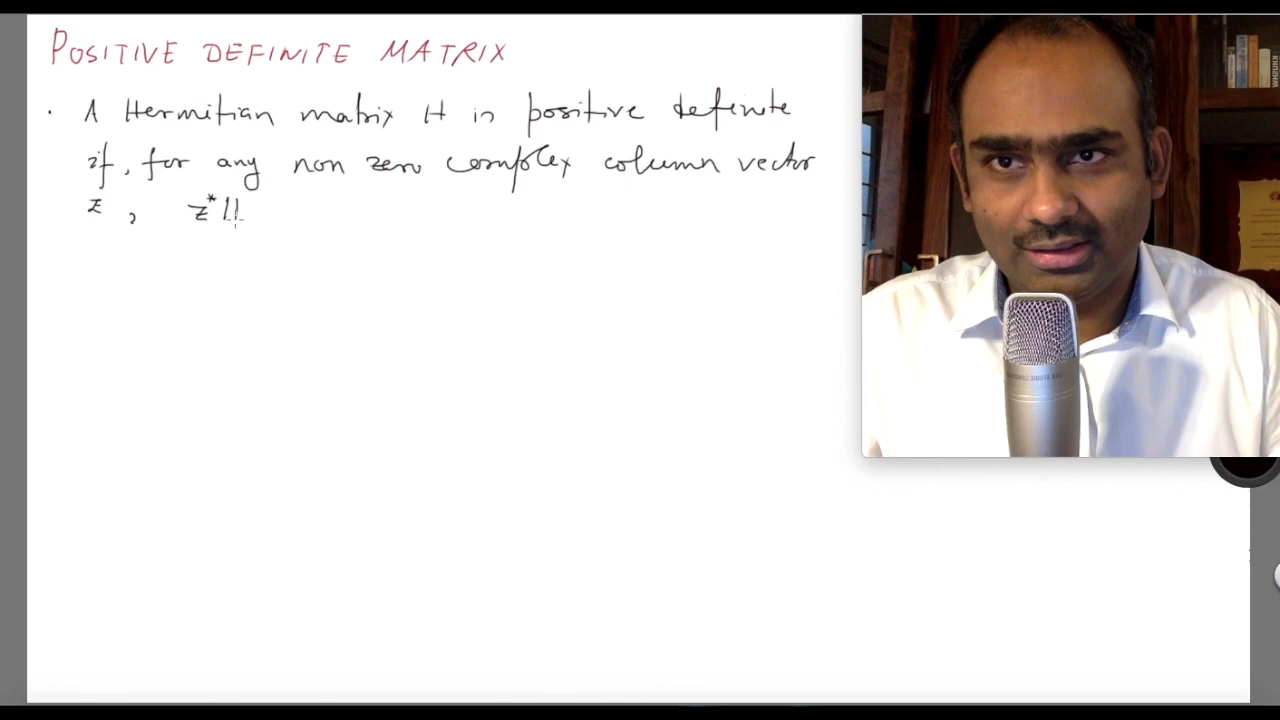 POSITIVE DEFINITE MATRIX
. A Hermitian matrix H is positive definite
if, for any non zero complex column vector
z , z*